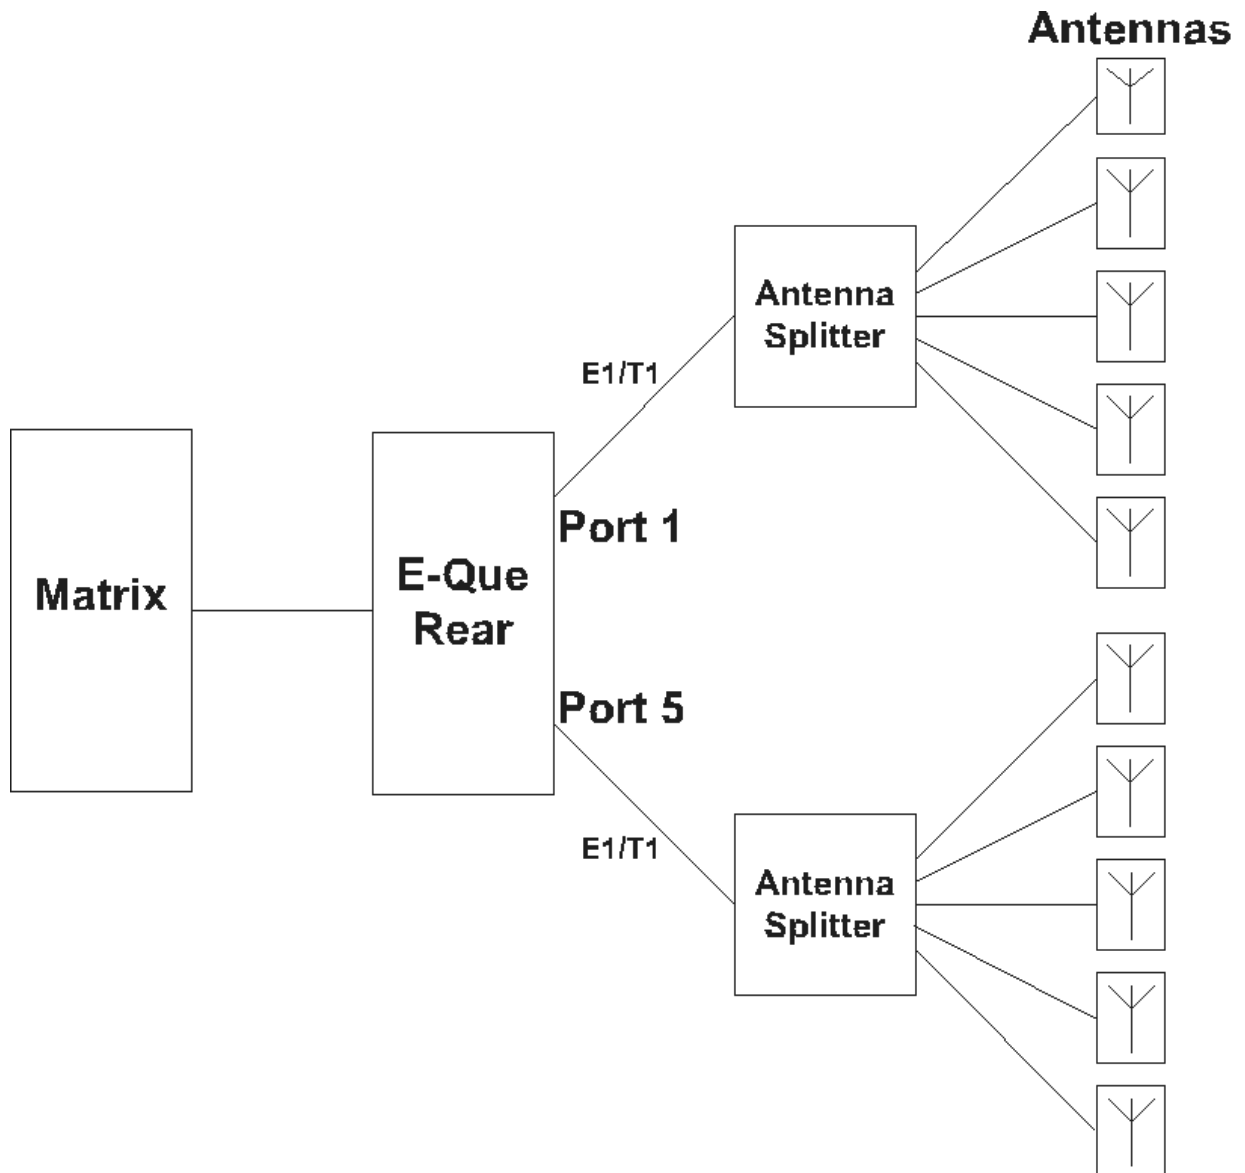 Antennas
Antenna
Splitter
E1/T1
Matrix
E-Que
Rear
Port 1
Port 5
E1/T1
Antenna
Splitter